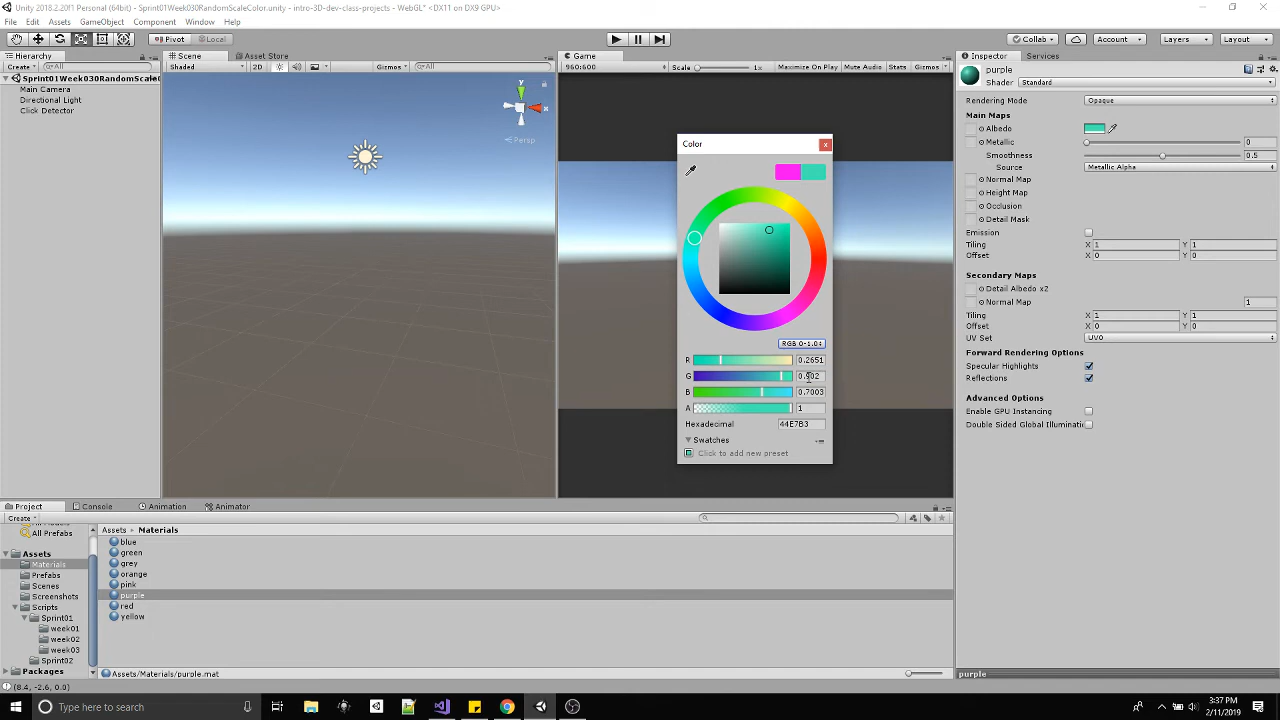 Unity 2018.2.20f1 Personal (64bit) - Sprint01Week030RandomScaleColor.unity - intro-3D-dev-class-projects - WebGL* <DX11 on DX9 GPU>
File Edit Assets GameObject Component Window Help
Pivot Local Collab Account Layers Layout
Hierarchy Scene Asset Store Game Inspector Services
Create All Shaded 2D Gizmos All 960x600 Scale 1x Maximize On Play Mute Audio Stats Gizmos
Sprint01Week030RandomScale
Main Camera
Directional Light
Click Detector
y
x
Persp
Color
RGB 0-1.0
R 0.2651
G
B 0.7003
A 1
Hexadecimal 44E7B3
Swatches
Click to add new preset
purple
Shader Standard
Rendering Mode Opaque
Main Maps
Albedo
Metallic 0
Smoothness 0.5
Source Metallic Alpha
Normal Map
Height Map
Occlusion
Detail Mask
Emission
Tiling X 1 Y 1
Offset X 0 Y 0
Secondary Maps
Detail Albedo x2
Normal Map 1
Tiling X 1 Y 1
Offset X 0 Y 0
UV Set UV0
Forward Rendering Options
Specular Highlights
Reflections
Advanced Options
Enable GPU Instancing
Double Sided Global Illuminati
purple
Project Console Animation Animator
Create
All Prefabs
Assets
Materials
Prefabs
Scenes
Screenshots
Scripts
Sprint01
week01
week02
week03
Sprint02
Packages
Assets Materials
blue
green
grey
orange
pink
purple
red
yellow
Assets/Materials/purple.mat
(8.4, -2.6, 0.0)
Type here to search
3:37 PM
2/11/2019